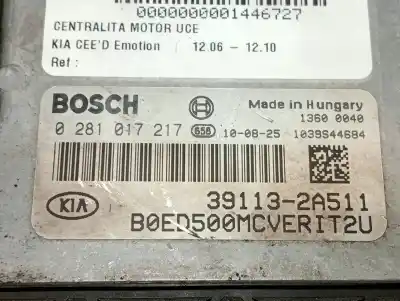 0000000001446727
CENTRALITA MOTOR UCE
KIA CEE'D Emotion / 12.06 – 12.10
Ref :
BOSCH
Made in Hungary
1360 0040
0 281 017 217 658 10-08-25 1039S44684
KIA
39113-2A511
B0ED500MCVERIT2U